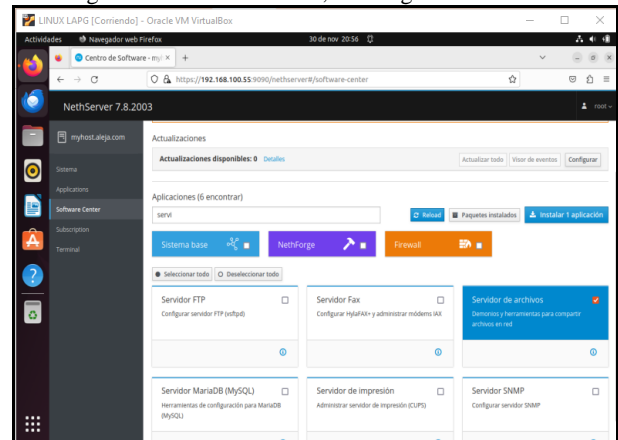 LINUX LAPG [Corriendo] - Oracle VM VirtualBox
Actividades Navegador web Firefox 30 de nov 20:56
Centro de Software - myh
https://192.168.100.55:9090/nethserver#/software-center
NethServer 7.8.2003 root
myhost.aleja.com
Sistema
Applications
Software Center
Subscription
Terminal
Actualizaciones
Actualizaciones disponibles: 0 Detalles Actualizar todo Visor de eventos Configurar
Aplicaciones (6 encontrar)
servi Reload Paquetes instalados Instalar 1 aplicación
Sistema base NethForge Firewall
Seleccionar todo Deseleccionar todo
Servidor FTP Servidor Fax Servidor de archivos
Configurar servidor FTP (vsftpd) Configurar HylaFAX+ y administrar módems IAX Demonios y herramientas para compartir
archivos en red
Servidor MariaDB (MySQL) Servidor de impresión Servidor SNMP
Herramientas de configuración para MariaDB Administrar servidor de impresión (CUPS) Configurar servidor SNMP
(MySQL)